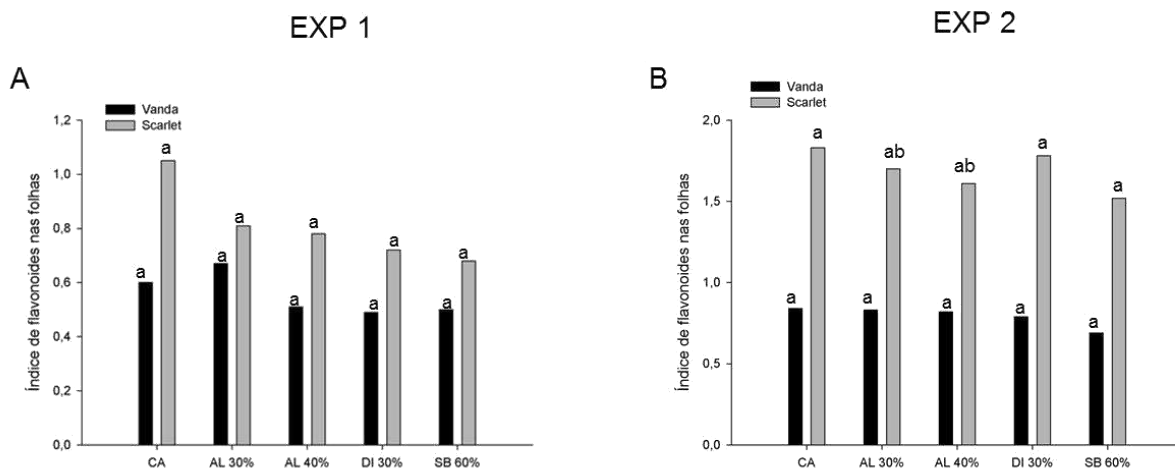 EXP 1
EXP 2
A
Vanda
Scarlet
Índice de flavonoides nas folhas
1,2
1,0
0,8
0,6
0,4
0,2
0,0
a
a
a
a
a
a
a
a
a
a
CA
AL 30%
AL 40%
DI 30%
SB 60%
B
Vanda
Scarlet
Índice de flavonoides nas folhas
2,0
1,5
1,0
0,5
0,0
a
a
a
ab
a
ab
a
a
a
a
CA
AL 30%
AL 40%
DI 30%
SB 60%